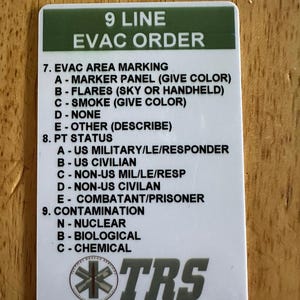 9 LINE
EVAC ORDER
7. EVAC AREA MARKING
A - MARKER PANEL (GIVE COLOR)
B - FLARES (SKY OR HANDHELD)
C - SMOKE (GIVE COLOR)
D - NONE
E - OTHER (DESCRIBE)
8. PT STATUS
A - US MILITARY/LE/RESPONDER
B - US CIVILIAN
C - NON-US MIL/LE/RESP
D - NON-US CIVILAN
E - COMBATANT/PRISONER
9. CONTAMINATION
N - NUCLEAR
B - BIOLOGICAL
C - CHEMICAL
TRS